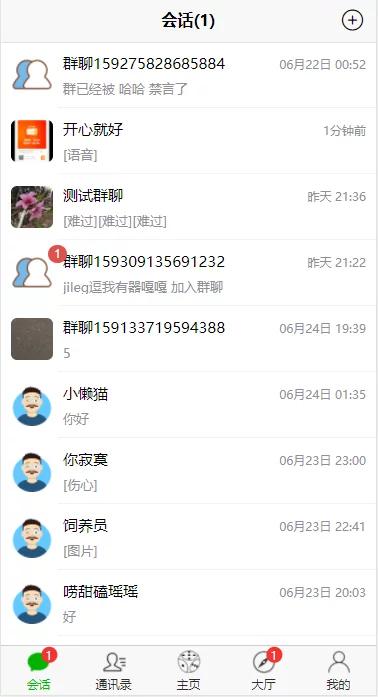 会话(1)
群聊159275828685884 06月22日 00:52
群已经被 哈哈 禁言了
开心就好 1分钟前
[语音]
测试群聊 昨天 21:36
[难过][难过][难过]
1
群聊159309135691232 昨天 21:22
jileg逗我有器嘎嘎 加入群聊
群聊159133719594388 06月24日 19:39
5
小懒猫 06月24日 01:35
你好
你寂寞 06月23日 23:00
[伤心]
饲养员 06月23日 22:41
[图片]
唠甜磕瑶瑶 06月23日 20:03
好
1 1
会话 通讯录 主页 大厅 我的